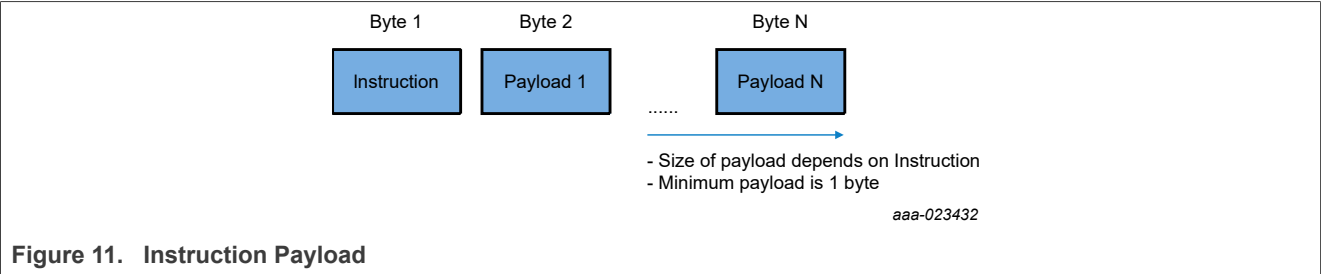 Byte 1 Byte 2 Byte N
Instruction Payload 1 ...... Payload N
- Size of payload depends on Instruction
- Minimum payload is 1 byte
aaa-023432
Figure 11. Instruction Payload